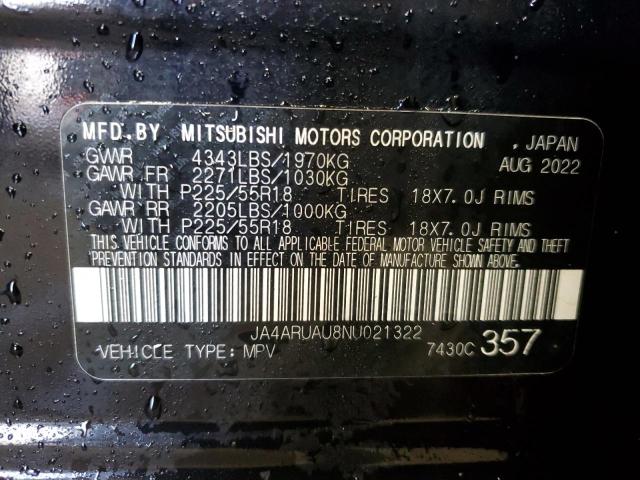 MFD.BY MITSUBISHI MOTORS CORPORATION , JAPAN
GWVR 4343LBS/1970KG AUG 2022
GAWR FR 2271LBS/1030KG
WITH P225/55R18 TIRES 18X7.0J RIMS
GAWR RR 2205LBS/1000KG
WITH P225/55R18 TIRES 18X7.0J RIMS
THIS VEHICLE CONFORMS TO ALL APPLICABLE FEDERAL MOTOR VEHICLE SAFETY AND THEFT
PREVENTION STANDARDS IN EFFECT ON THE DATE OF MANUFACTURE SHOWN ABOVE.
JA4ARUAU8NU021322
VEHICLE TYPE: MPV 7430C 357